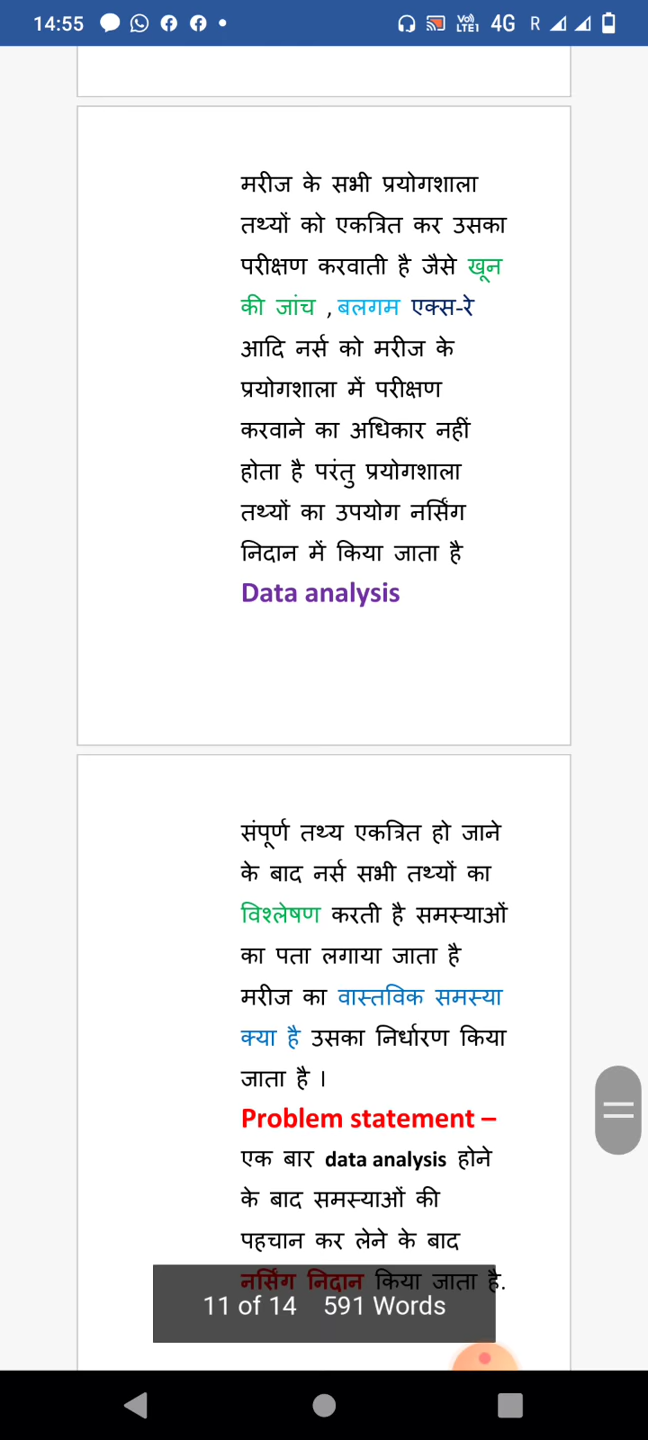 14:55
VoLTE1 4G R
मरीज के सभी प्रयोगशाला
तथ्यों को एकत्रित कर उसका
परीक्षण करवाती है जैसे खून
की जांच , बलगम एक्स-रे
आदि नर्स को मरीज के
प्रयोगशाला में परीक्षण
करवाने का अधिकार नहीं
होता है परंतु प्रयोगशाला
तथ्यों का उपयोग नर्सिंग
निदान में किया जाता है
Data analysis
संपूर्ण तथ्य एकत्रित हो जाने
के बाद नर्स सभी तथ्यों का
विश्लेषण करती है समस्याओं
का पता लगाया जाता है
मरीज का वास्तविक समस्या
क्या है उसका निर्धारण किया
जाता है ।
Problem statement –
एक बार data analysis होने
के बाद समस्याओं की
पहचान कर लेने के बाद
नर्सिंग निदान किया जाता है.
11 of 14 591 Words